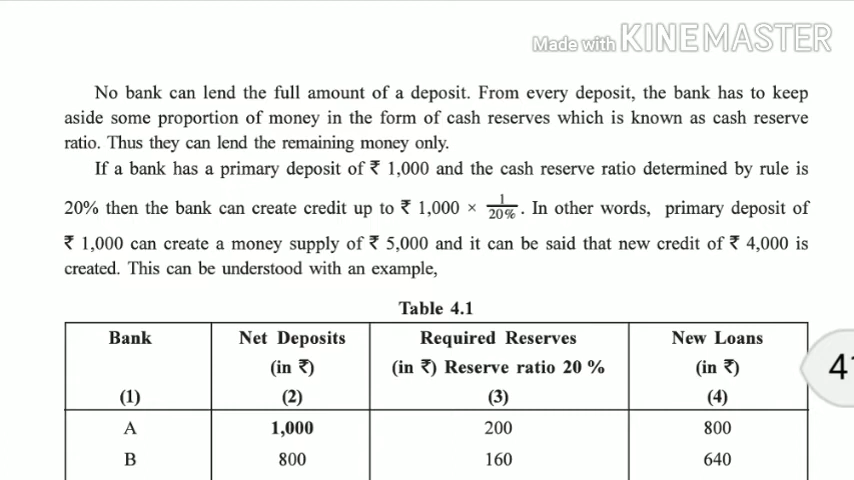 Made with KINEMASTER
No bank can lend the full amount of a deposit. From every deposit, the bank has to keep
aside some proportion of money in the form of cash reserves which is known as cash reserve
ratio. Thus they can lend the remaining money only.
If a bank has a primary deposit of ₹ 1,000 and the cash reserve ratio determined by rule is
20% then the bank can create credit up to ₹ 1,000 × 1/20% . In other words, primary deposit of
₹ 1,000 can create a money supply of ₹ 5,000 and it can be said that new credit of ₹ 4,000 is
created. This can be understood with an example,
Table 4.1
Bank Net Deposits Required Reserves New Loans
(in ₹) (in ₹) Reserve ratio 20 % (in ₹)
(1) (2) (3) (4)
A 1,000 200 800
B 800 160 640